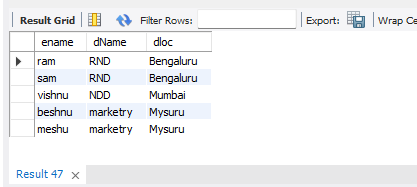 Result Grid Filter Rows: Export: Wrap Ce
ename dName dloc
ram RND Bengaluru
sam RND Bengaluru
vishnu NDD Mumbai
beshnu marketry Mysuru
meshu marketry Mysuru
Result 47 ×